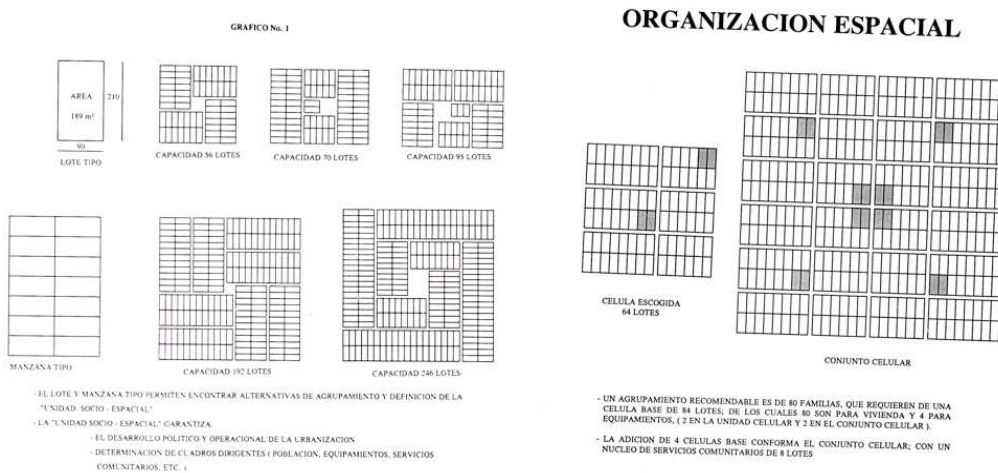 GRAFICO No. 1
AREA
189 m²
210
90
LOTE TIPO
CAPACIDAD 56 LOTES
CAPACIDAD 70 LOTES
CAPACIDAD 95 LOTES
MANZANA TIPO
CAPACIDAD 192 LOTES
CAPACIDAD 246 LOTES
- EL LOTE Y MANZANA TIPO PERMITEN ENCONTRAR ALTERNATIVAS DE AGRUPAMIENTO Y DEFINICION DE LA
"UNIDAD SOCIO - ESPACIAL"
- LA "UNIDAD SOCIO - ESPACIAL" GARANTIZA
- EL DESARROLLO POLITICO Y OPERACIONAL DE LA URBANIZACION
- DETERMINACION DE CUADROS DIRIGENTES ( POBLACION, EQUIPAMIENTOS, SERVICIOS
COMUNITARIOS, ETC. )
ORGANIZACION ESPACIAL
CELULA ESCOGIDA
64 LOTES
CONJUNTO CELULAR
- UN AGRUPAMIENTO RECOMENDABLE ES DE 80 FAMILIAS, QUE REQUIEREN DE UNA
CELULA BASE DE 84 LOTES; DE LOS CUALES 80 SON PARA VIVIENDA Y 4 PARA
EQUIPAMIENTOS, ( 2 EN LA UNIDAD CELULAR Y 2 EN EL CONJUNTO CELULAR ).
- LA ADICION DE 4 CELULAS BASE CONFORMA EL CONJUNTO CELULAR; CON UN
NUCLEO DE SERVICIOS COMUNITARIOS DE 8 LOTES